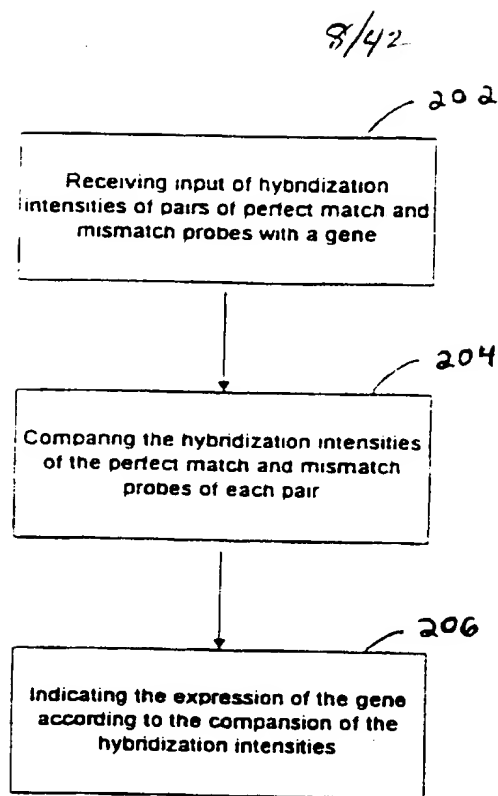 8/42
202
Receiving input of hybridization
intensities of pairs of perfect match and
mismatch probes with a gene
204
Comparing the hybridization intensities
of the perfect match and mismatch
probes of each pair
206
Indicating the expression of the gene
according to the compansion of the
hybridization intensities